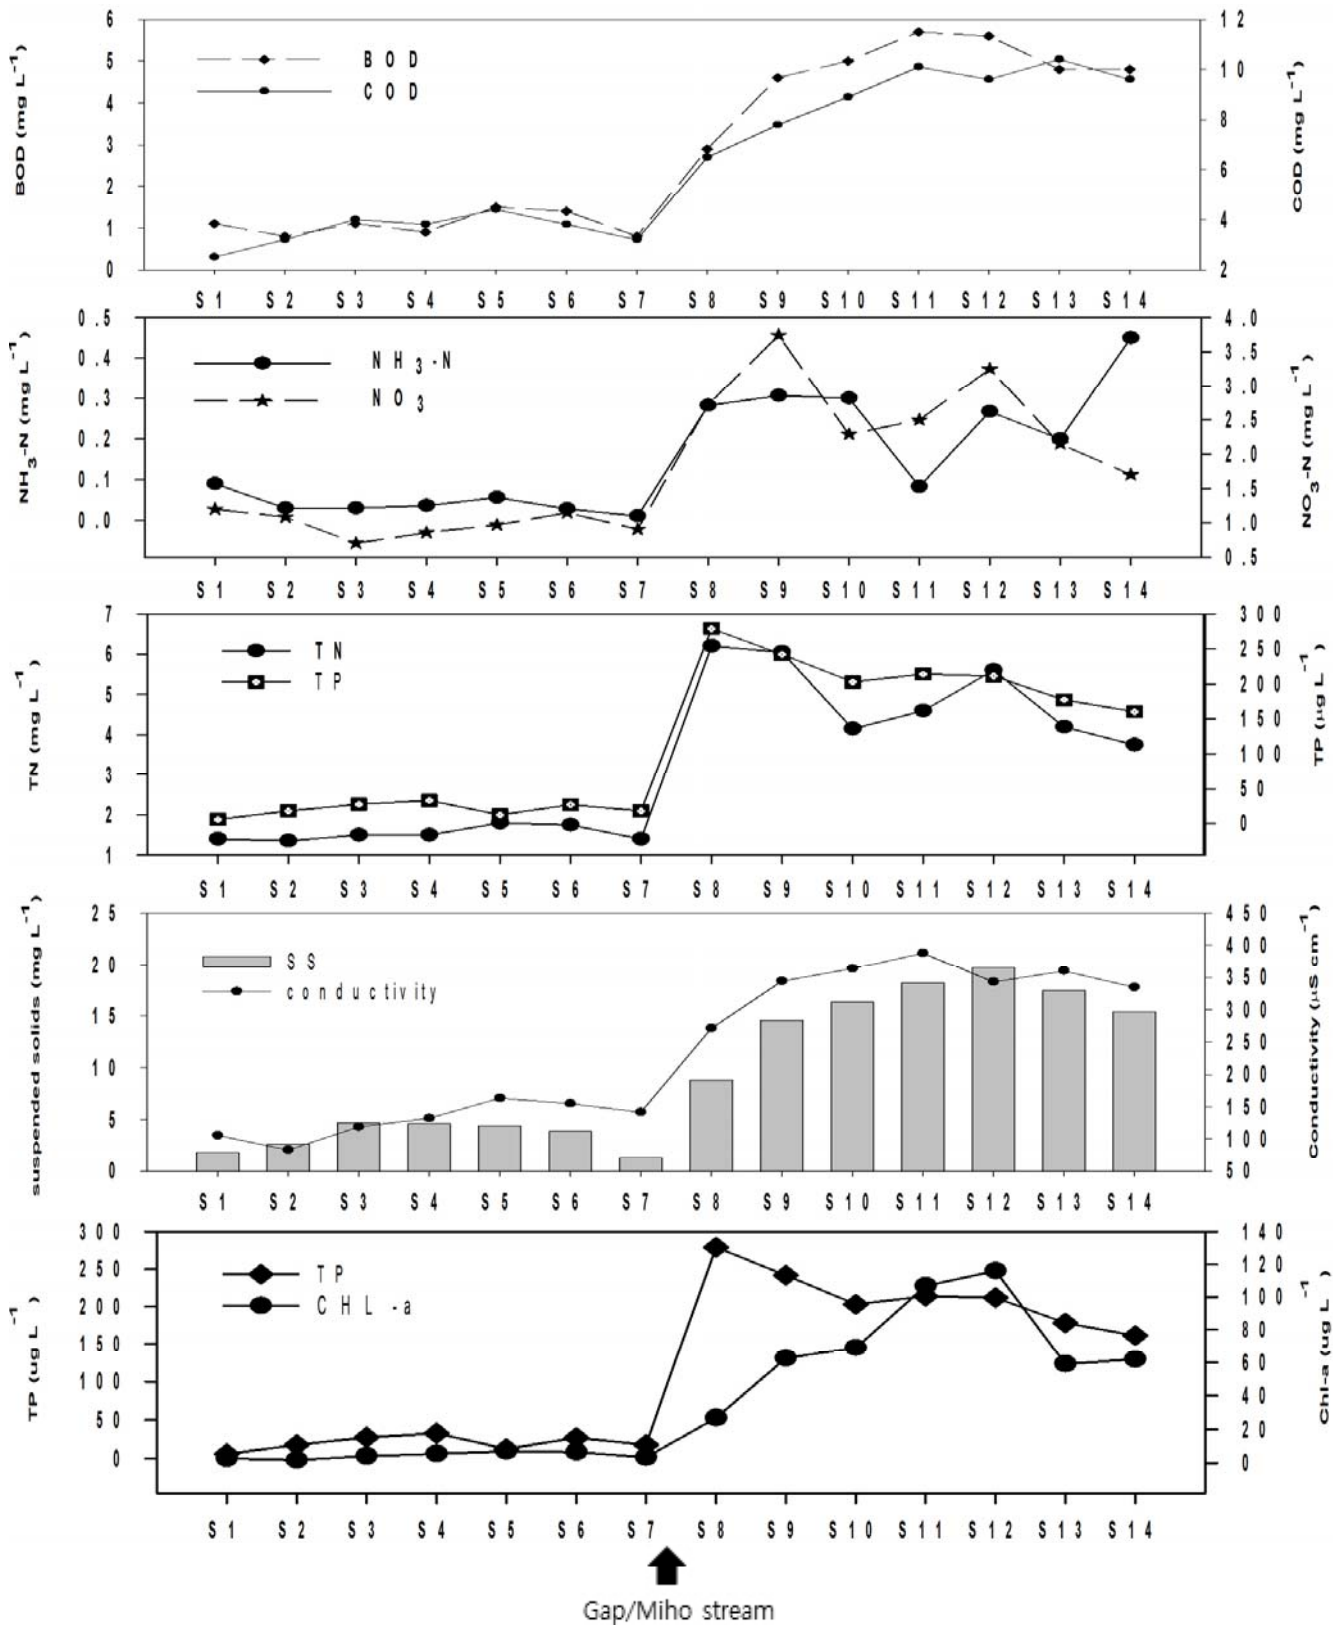 BOD (mg L-1)
6
5
4
3
2
1
0
BOD
COD
12
10
8
6
4
2
COD (mg L-1)
S1 S2 S3 S4 S5 S6 S7 S8 S9 S10 S11 S12 S13 S14
NH3-N (mg L-1)
0.5
0.4
0.3
0.2
0.1
0.0
NH3-N
NO3
4.0
3.5
3.0
2.5
2.0
1.5
1.0
0.5
NO3-N (mg L-1)
S1 S2 S3 S4 S5 S6 S7 S8 S9 S10 S11 S12 S13 S14
TN (mg L-1)
7
6
5
4
3
2
1
TN
TP
300
250
200
150
100
50
0
TP (µg L-1)
S1 S2 S3 S4 S5 S6 S7 S8 S9 S10 S11 S12 S13 S14
suspended solids (mg L-1)
25
20
15
10
5
0
SS
conductivity
450
400
350
300
250
200
150
100
50
Conductivity (µS cm-1)
S1 S2 S3 S4 S5 S6 S7 S8 S9 S10 S11 S12 S13 S14
TP (ug L-1)
300
250
200
150
100
50
0
TP
CHL-a
140
120
100
80
60
40
20
0
Chl-a (ug L-1)
S1 S2 S3 S4 S5 S6 S7 S8 S9 S10 S11 S12 S13 S14
Gap/Miho stream